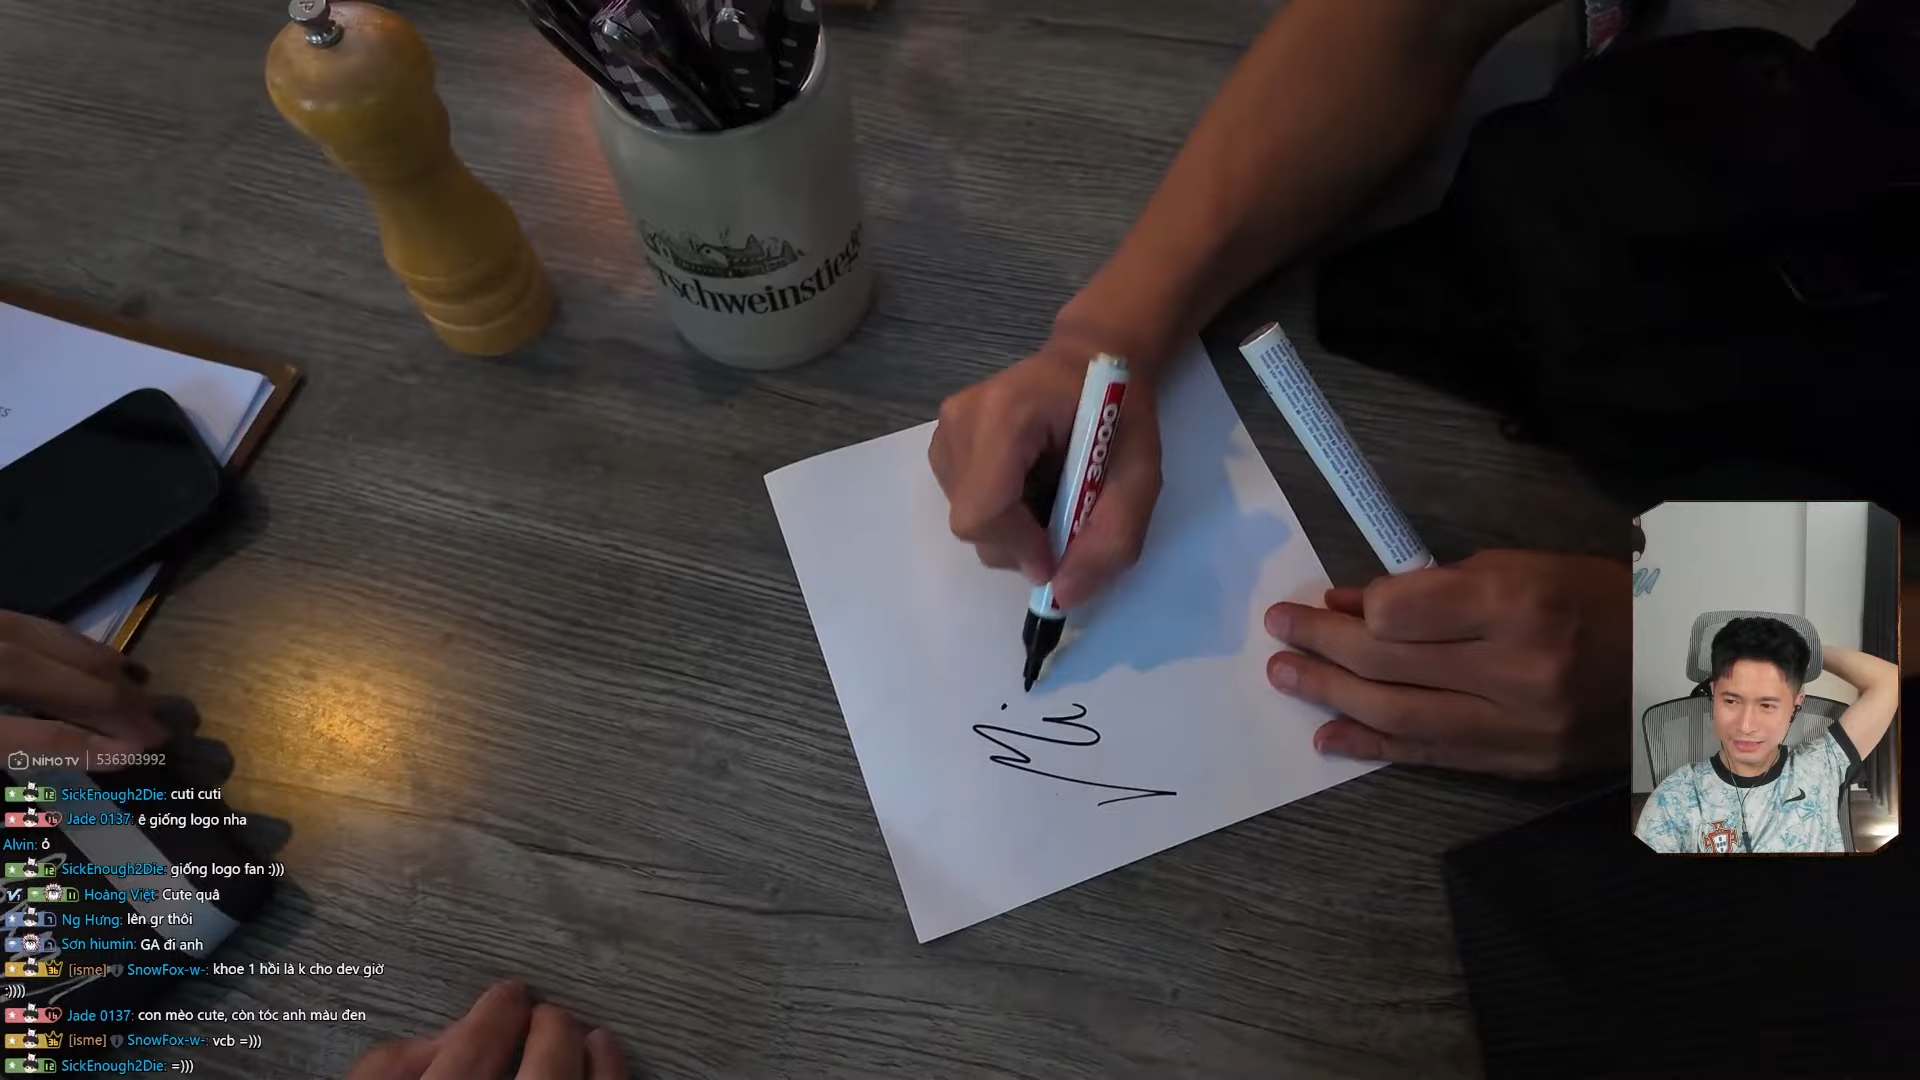 3000
NIMO TV | 536303992
SickEnough2Die: cuti cuti
Jade 0137: ê giống logo nha
Alvin: ỏ
SickEnough2Die: giống logo fan :)))
Hoàng Việt: Cute quâ
Ng Hưng: lên gr thôi
Sơn hiumin: GA đi anh
[isme] SnowFox-w-: khoe 1 hồi là k cho dev giờ
:))))
Jade 0137: con mèo cute, còn tóc anh màu đen
[isme] SnowFox-w-: vcb =)))
SickEnough2Die: =)))